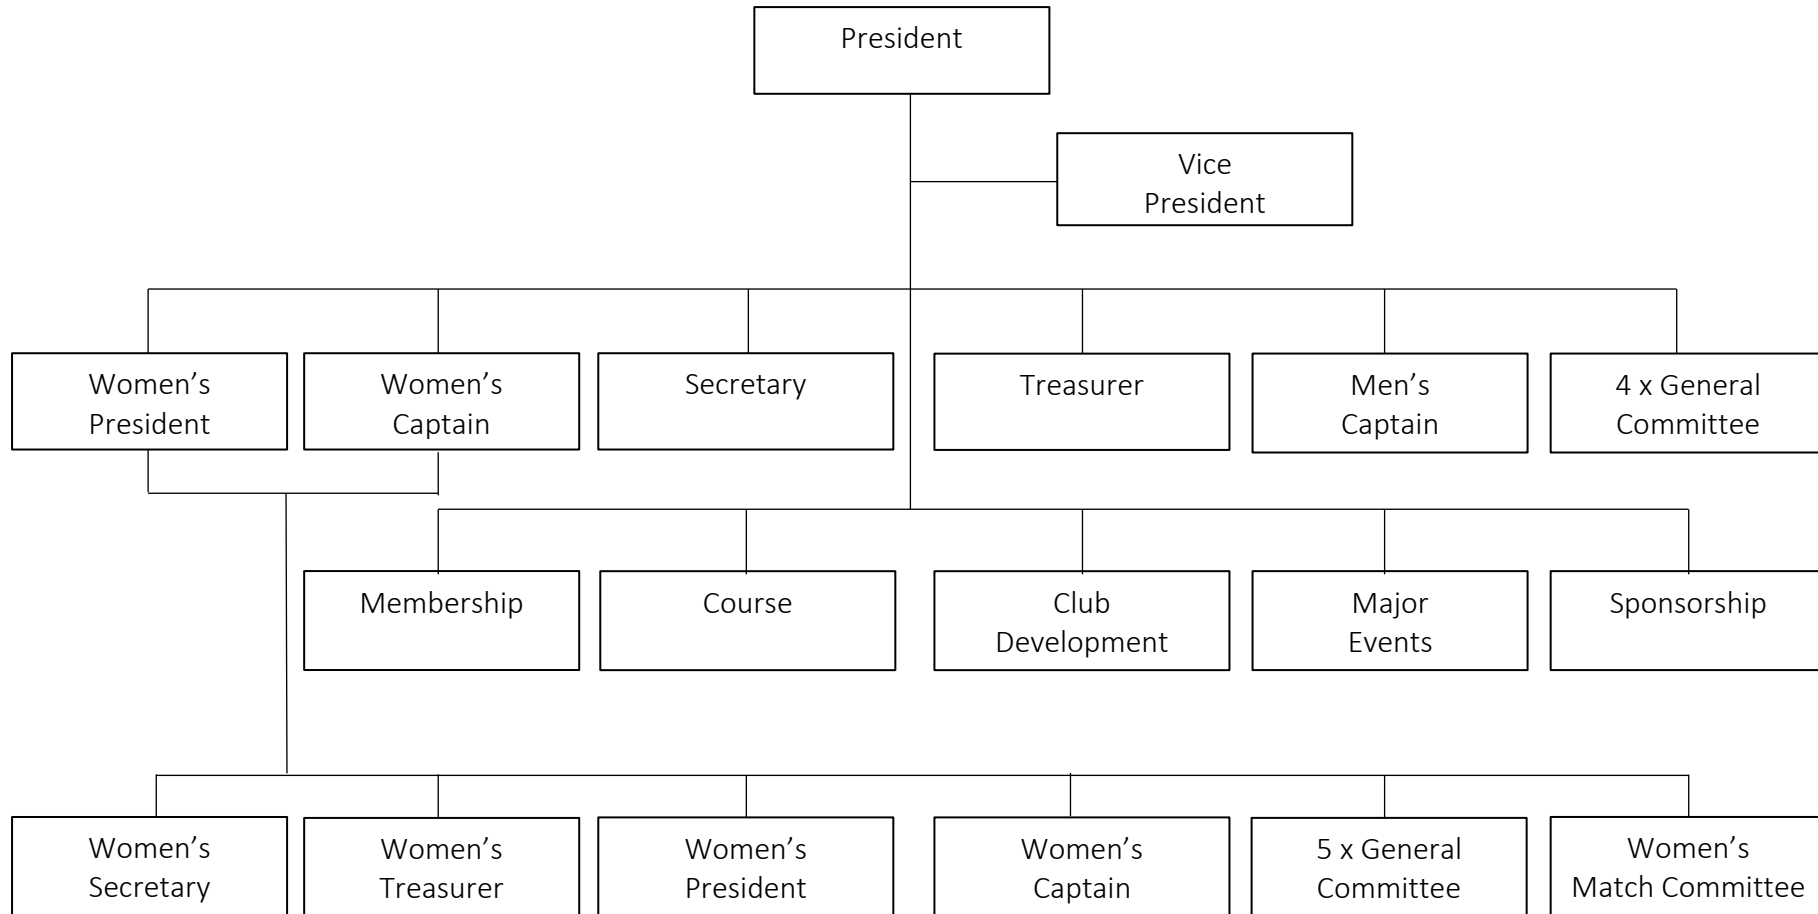 President
Vice
President
Women’s
President
Women’s
Captain
Secretary
Treasurer
Men’s
Captain
4 x General
Committee
Membership
Course
Club
Development
Major
Events
Sponsorship
Women’s
Secretary
Women’s
Treasurer
Women’s
President
Women’s
Captain
5 x General
Committee
Women’s
Match Committee